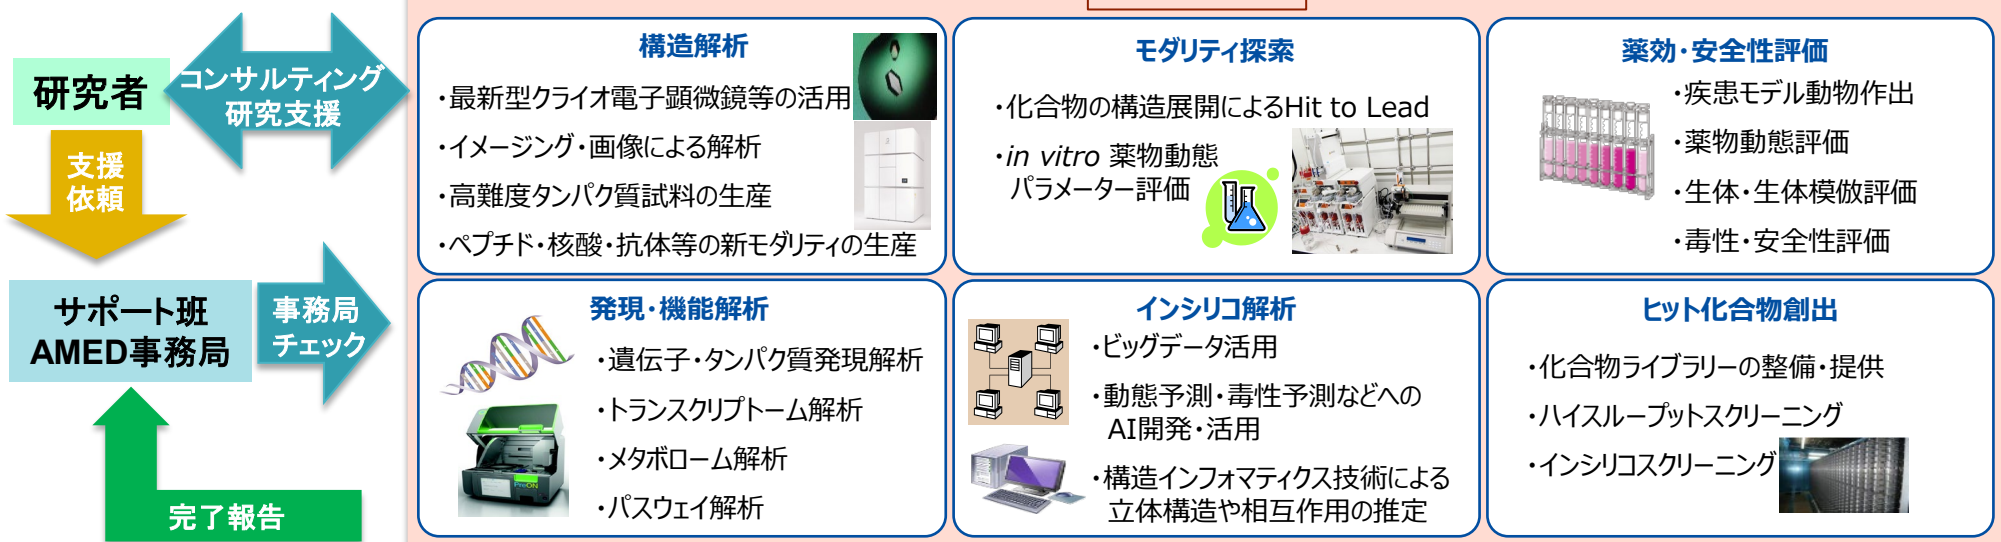 研究者
コンサルティング
研究支援
支援
依頼
サポート班
AMED事務局
事務局
チェック
完了報告
構造解析
・最新型クライオ電子顕微鏡等の活用
・イメージング・画像による解析
・高難度タンパク質試料の生産
・ペプチド・核酸・抗体等の新モダリティの生産
モダリティ探索
・化合物の構造展開によるHit to Lead
・in vitro 薬物動態
パラメーター評価
薬効・安全性評価
・疾患モデル動物作出
・薬物動態評価
・生体・生体模倣評価
・毒性・安全性評価
発現・機能解析
・遺伝子・タンパク質発現解析
・トランスクリプトーム解析
・メタボローム解析
・パスウェイ解析
インシリコ解析
・ビッグデータ活用
・動態予測・毒性予測などへの
AI開発・活用
・構造インフォマティクス技術による
立体構造や相互作用の推定
ヒット化合物創出
・化合物ライブラリーの整備・提供
・ハイスループットスクリーニング
・インシリコスクリーニング